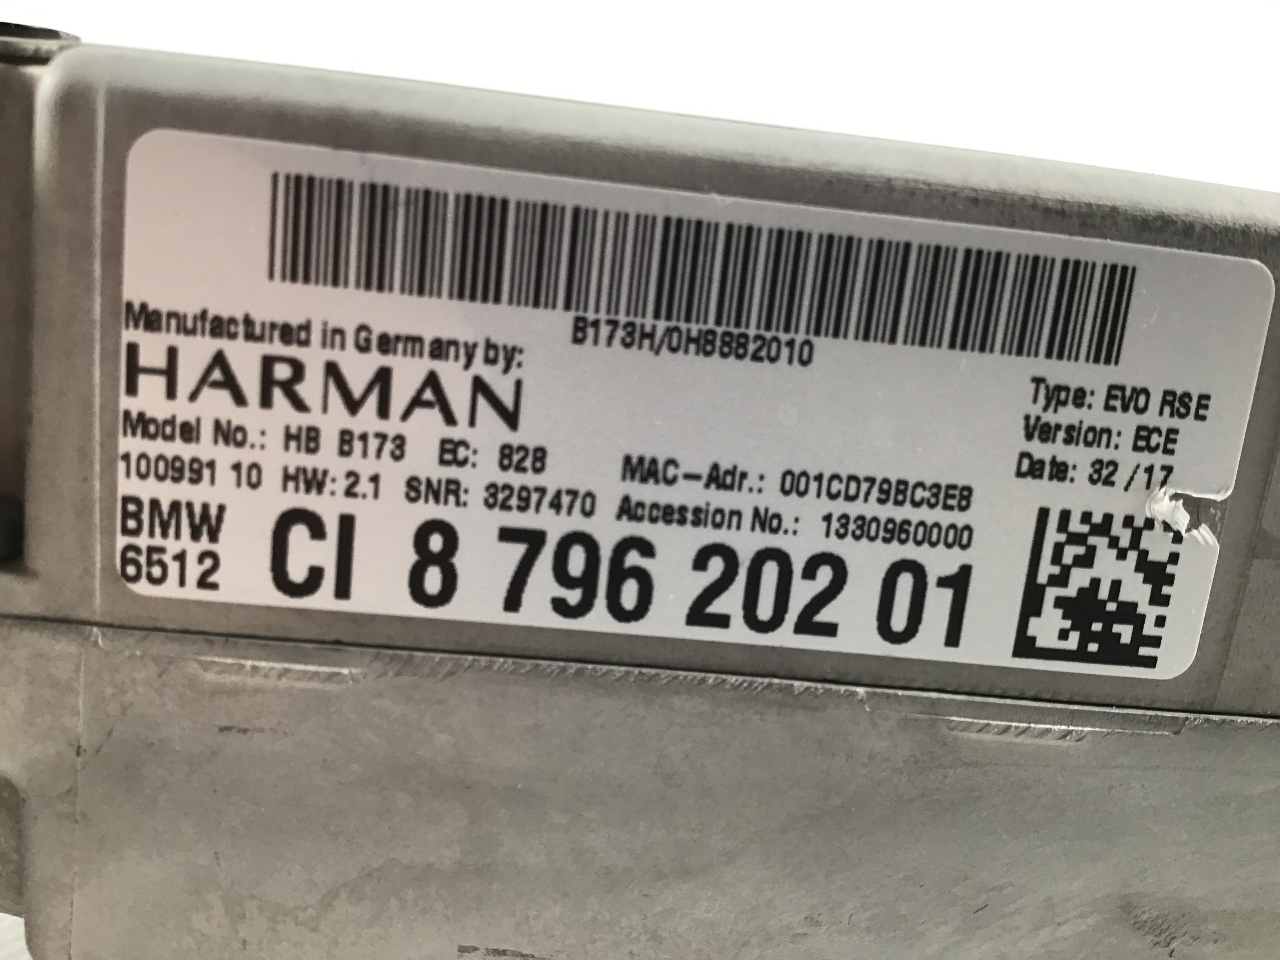 B173H/0H8882010
Manufactured in Germany by:
HARMAN
Type: EVO RSE
Version: ECE
Date: 32/17
Model No.: HB B173 EC: 828
MAC-Adr.: 001CD79BC3E8
100991 10 HW: 2.1 SNR: 3297470
Accession No.: 1330960000
BMW
6512
CI 8 796 202 01